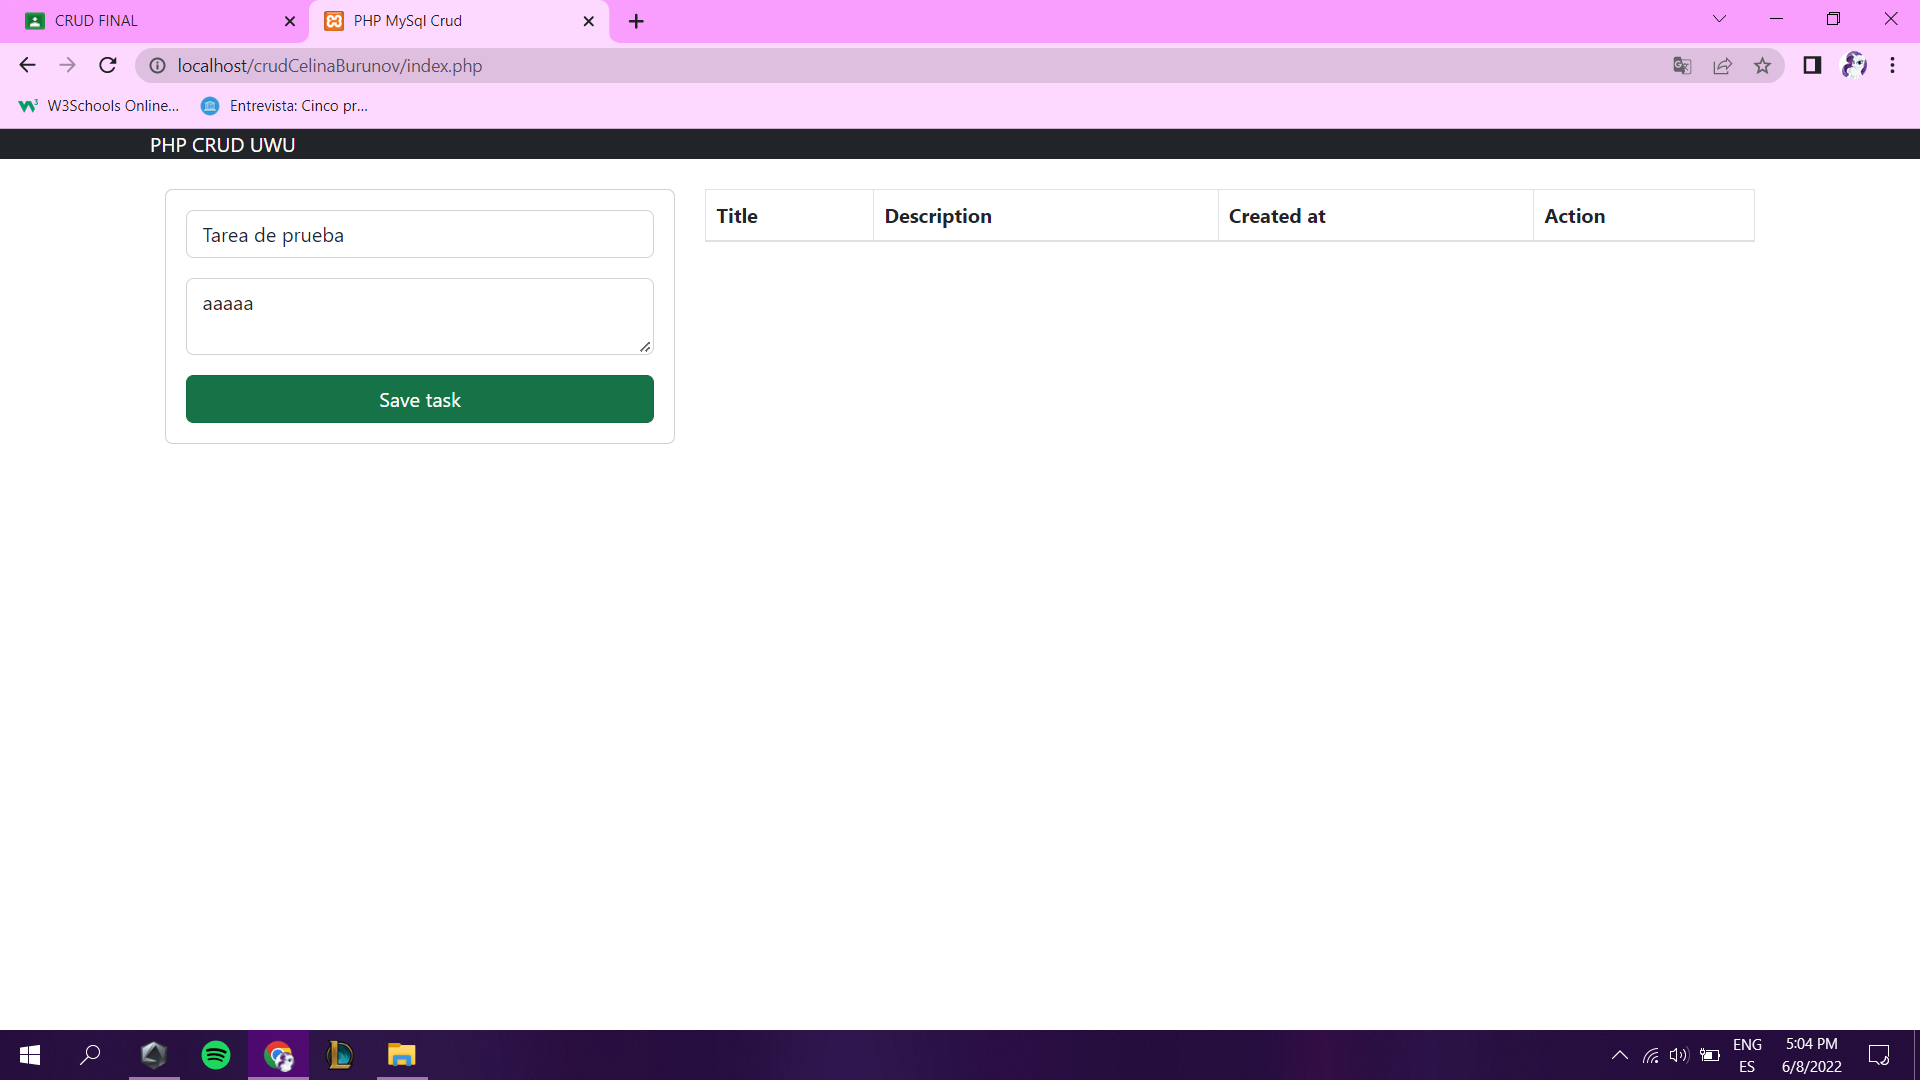 CRUD FINAL
PHP MySql Crud
localhost/crudCelinaBurunov/index.php
W3Schools Online...
Entrevista: Cinco pr...
PHP CRUD UWU
Tarea de prueba
aaaaa
Save task
Title Description Created at Action
ENG
ES
5:04 PM
6/8/2022